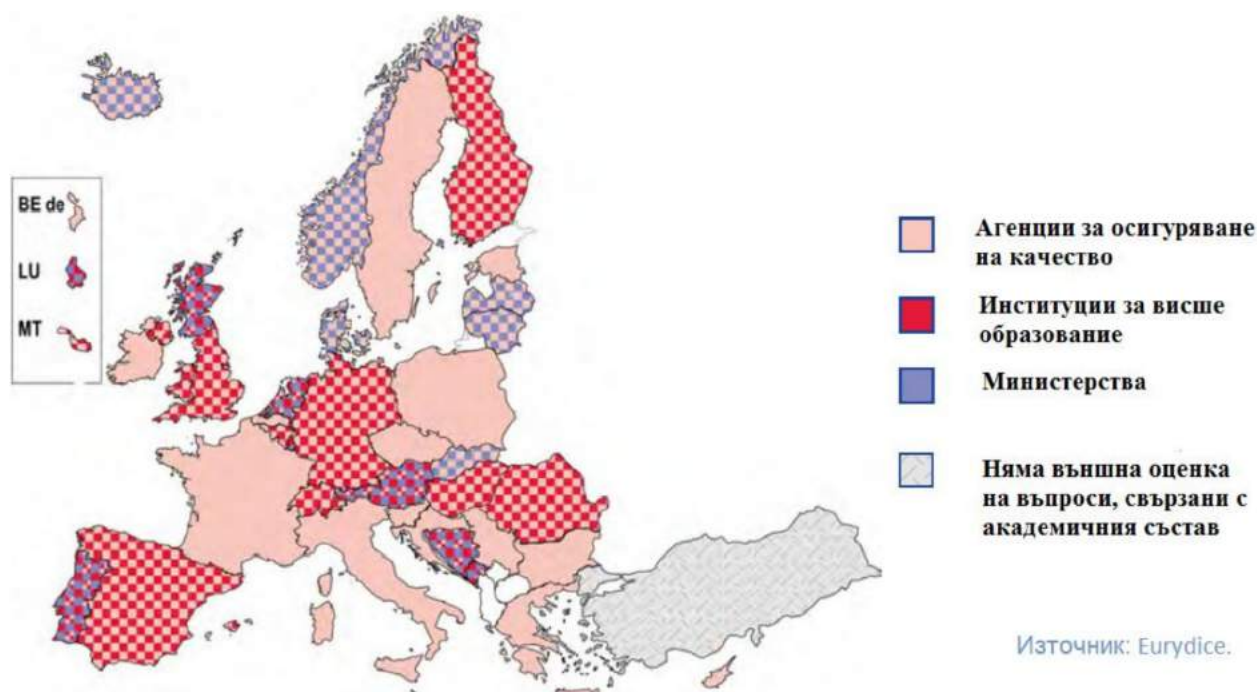 BE de
LU
MT
Агенции за осигуряване
на качество
Институции за висше
образование
Министерства
Няма външна оценка
на въпроси, свързани с
академичния състав
Източник: Eurydice.